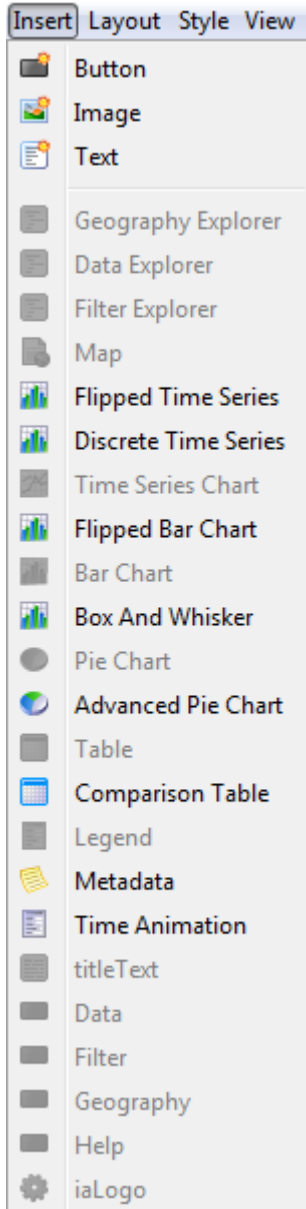 Insert Layout Style View
Button
Image
Text
Geography Explorer
Data Explorer
Filter Explorer
Map
Flipped Time Series
Discrete Time Series
Time Series Chart
Flipped Bar Chart
Bar Chart
Box And Whisker
Pie Chart
Advanced Pie Chart
Table
Comparison Table
Legend
Metadata
Time Animation
titleText
Data
Filter
Geography
Help
iaLogo